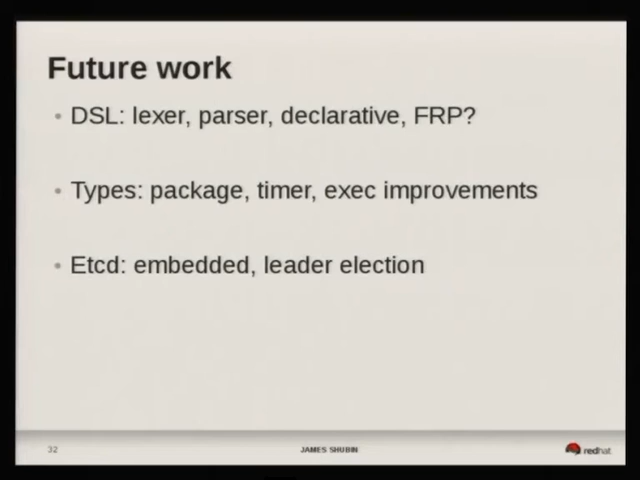 Future work
• DSL: lexer, parser, declarative, FRP?
• Types: package, timer, exec improvements
• Etcd: embedded, leader election
32
JAMES SHUBIN
redhat